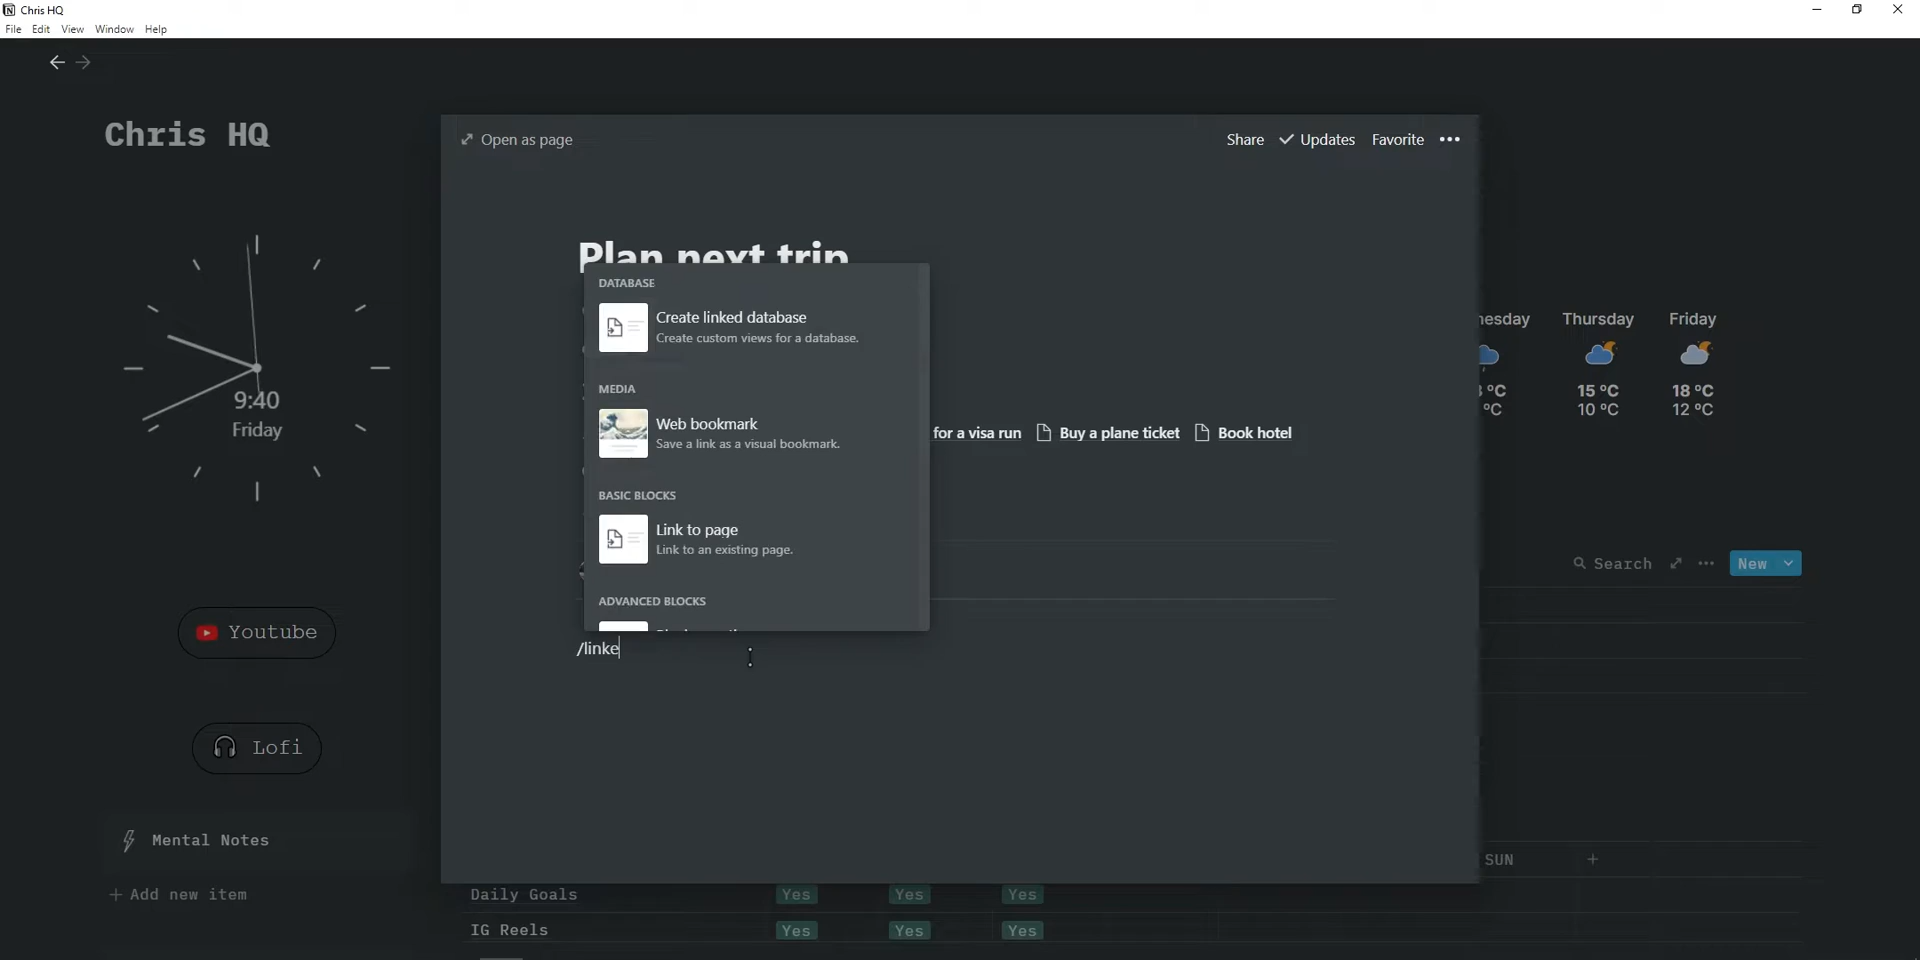 Chris HQ
File Edit View Window Help
Chris HQ
Open as page
Share Updates Favorite
Plan next trip
DATABASE
Create linked database
Create custom views for a database.
MEDIA
Web bookmark
Save a link as a visual bookmark.
BASIC BLOCKS
Link to page
Link to an existing page.
ADVANCED BLOCKS
/linke
for a visa run Buy a plane ticket Book hotel
9:40
Friday
Youtube
Lofi
Mental Notes
+ Add new item
Thursday Friday
15 °C 18 °C
°C 10 °C 12 °C
Search New
SUN +
Daily Goals Yes Yes Yes
IG Reels Yes Yes Yes